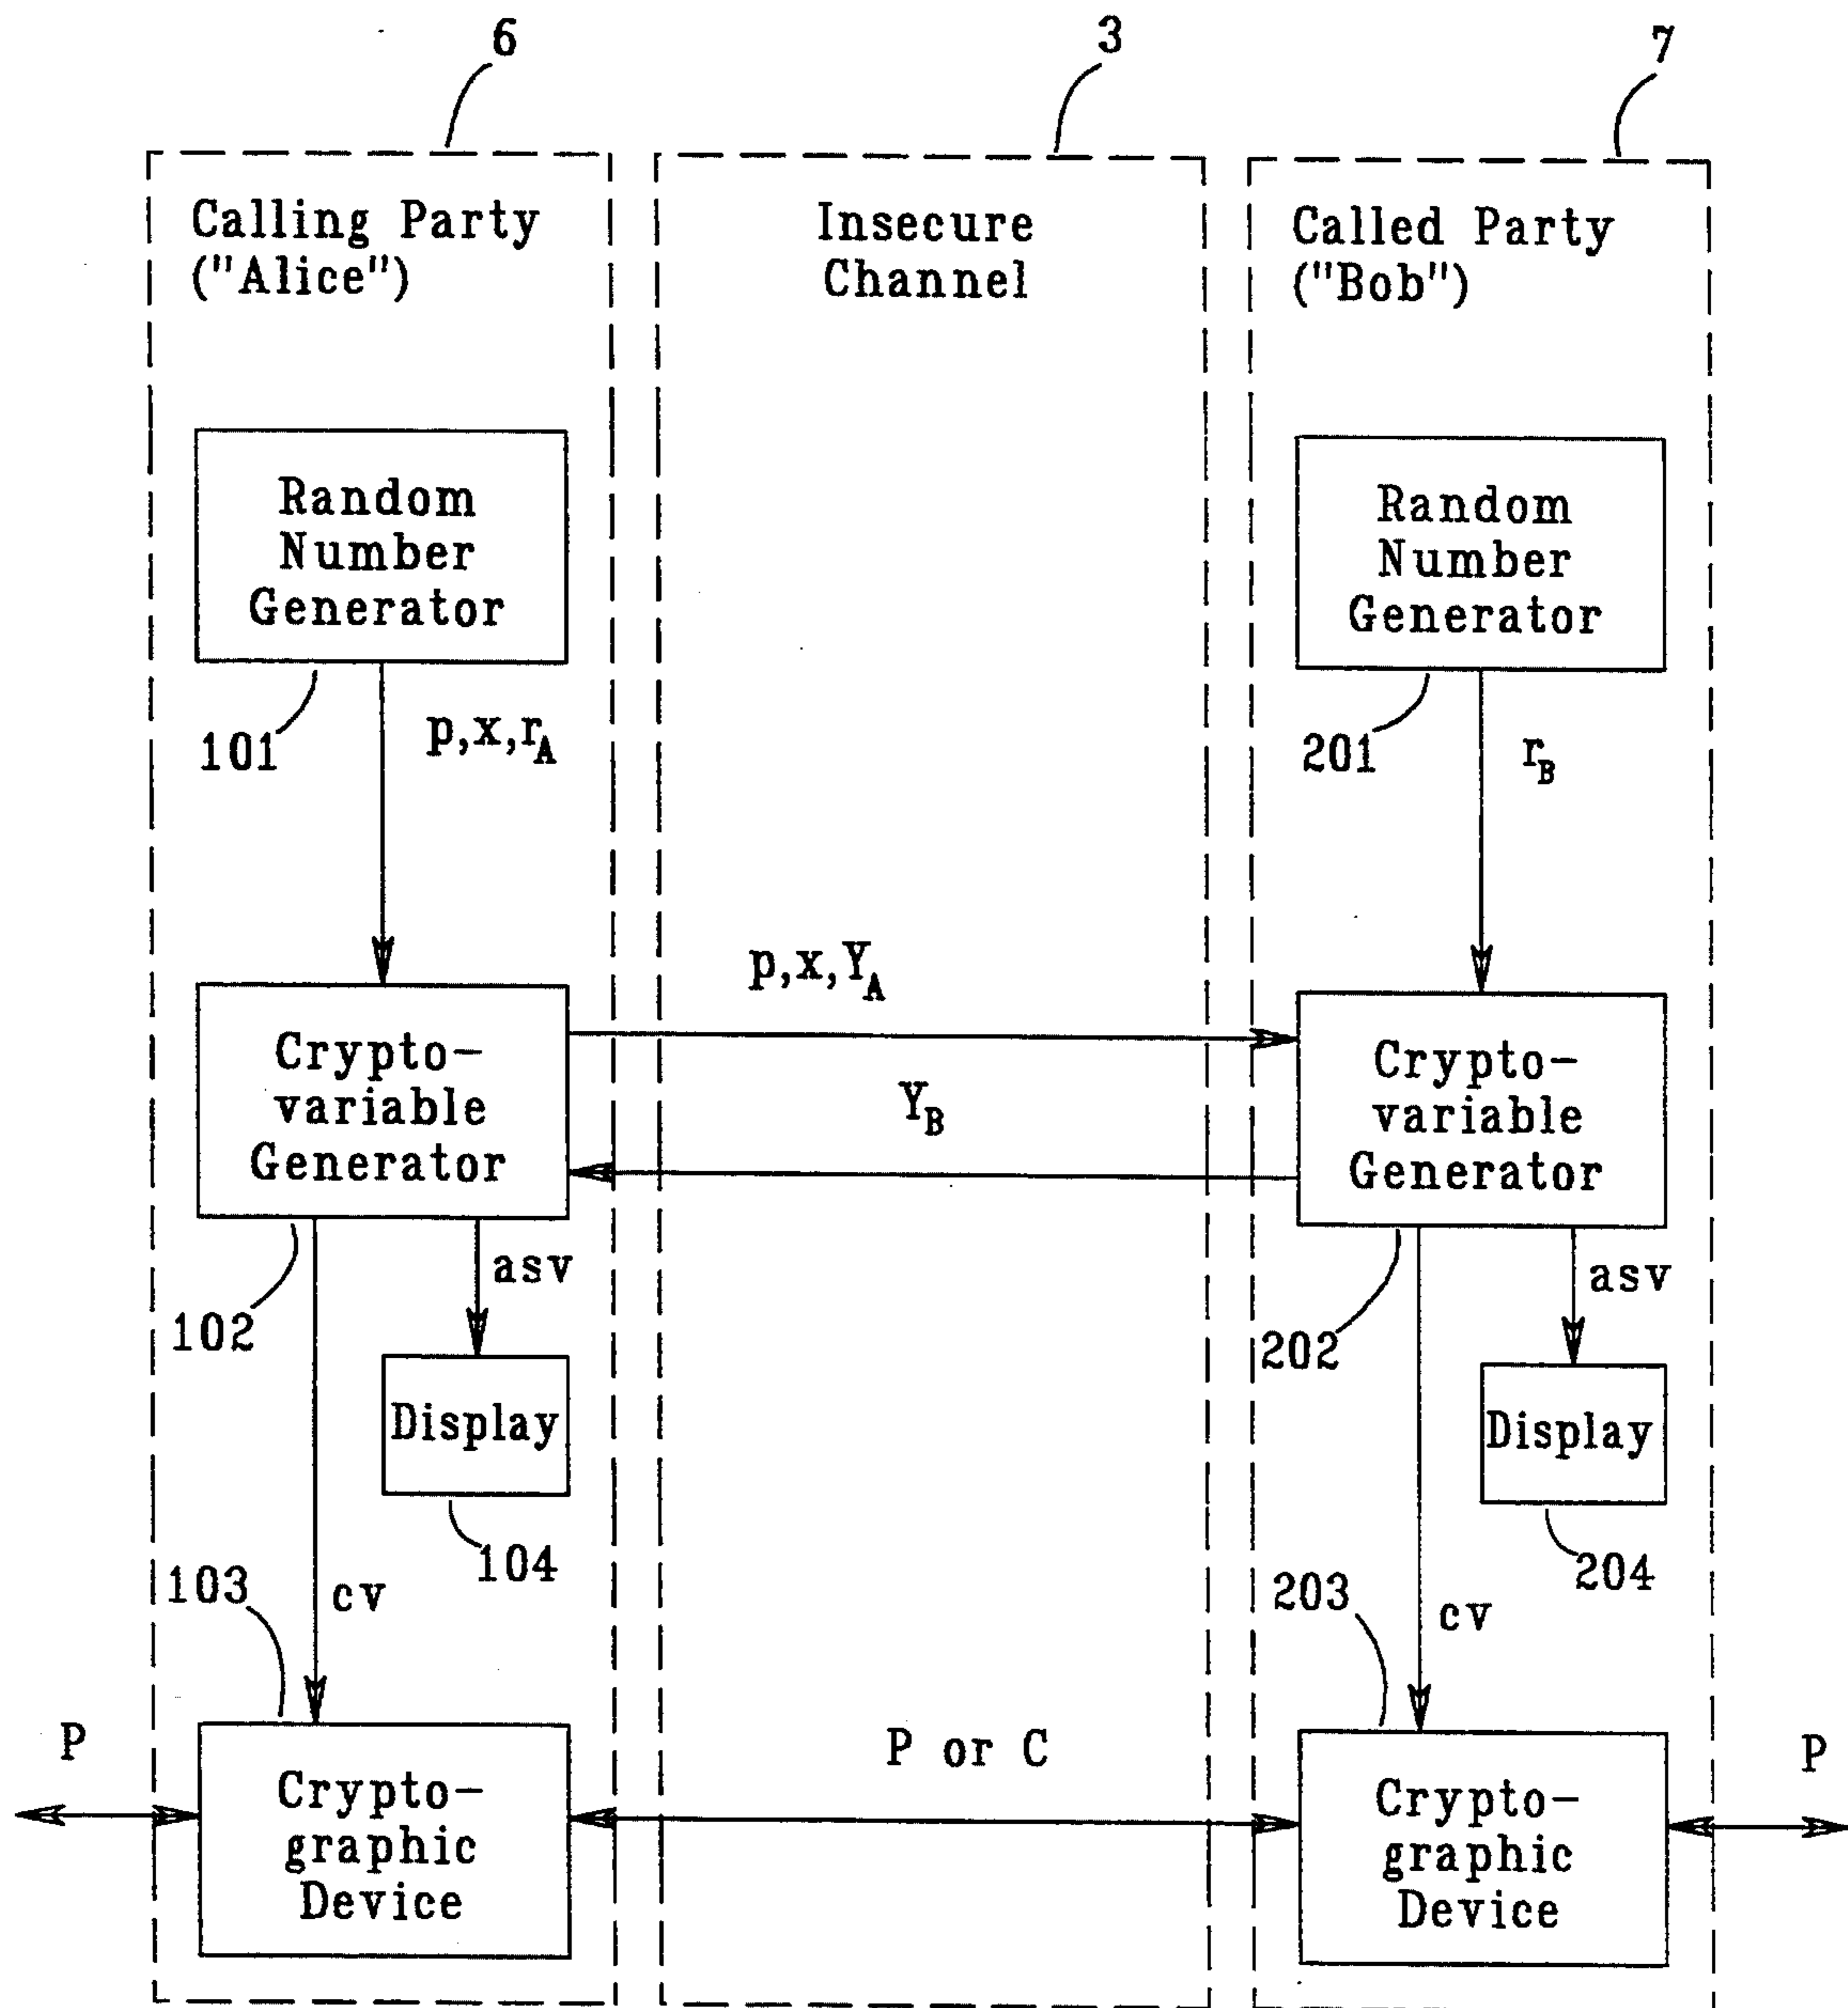 6
3
7
Calling Party
("Alice")
Insecure
Channel
Called Party
("Bob")
Random
Number
Generator
Random
Number
Generator
101
p,x,r_A
201
r_B
p,x,Y_A
Crypto-
variable
Generator
Y_B
Crypto-
variable
Generator
asv
asv
102
202
Display
Display
104
204
103
cv
203
cv
P
P or C
P
Crypto-
graphic
Device
Crypto-
graphic
Device